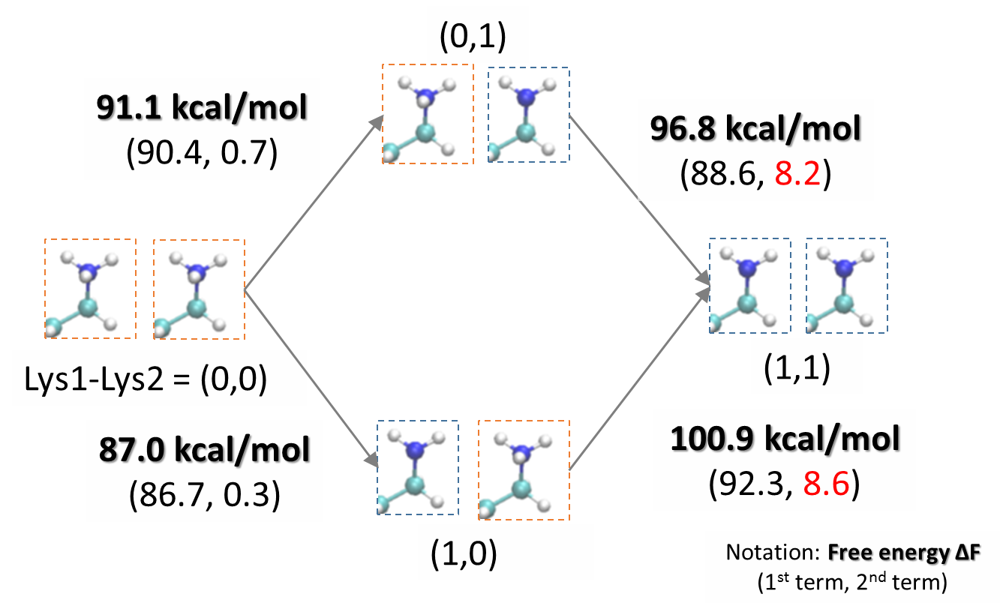 (0,1)
91.1 kcal/mol
(90.4, 0.7)
96.8 kcal/mol
(88.6, 8.2)
Lys1-Lys2 = (0,0)
(1,1)
87.0 kcal/mol
(86.7, 0.3)
100.9 kcal/mol
(92.3, 8.6)
(1,0)
Notation: Free energy ΔF
(1st term, 2nd term)